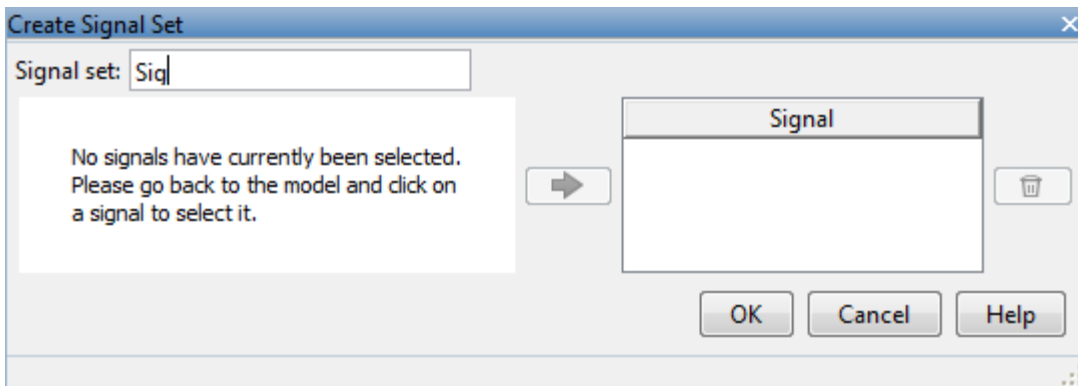 Create Signal Set
Signal set: Sig
No signals have currently been selected.
Please go back to the model and click on
a signal to select it.
Signal
OK Cancel Help